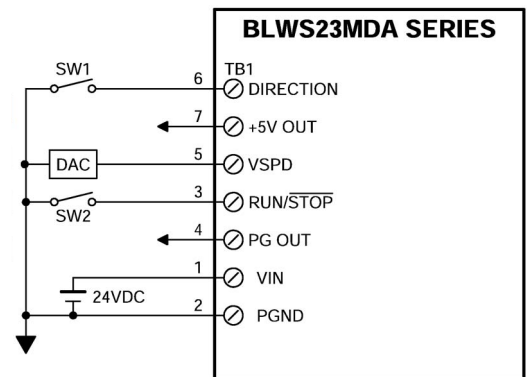 BLWS23MDA SERIES
SW1
6
TB1
DIRECTION
7
+5V OUT
DAC
5
VSPD
SW2
3
RUN/STOP
4
PG OUT
1
VIN
24VDC
2
PGND